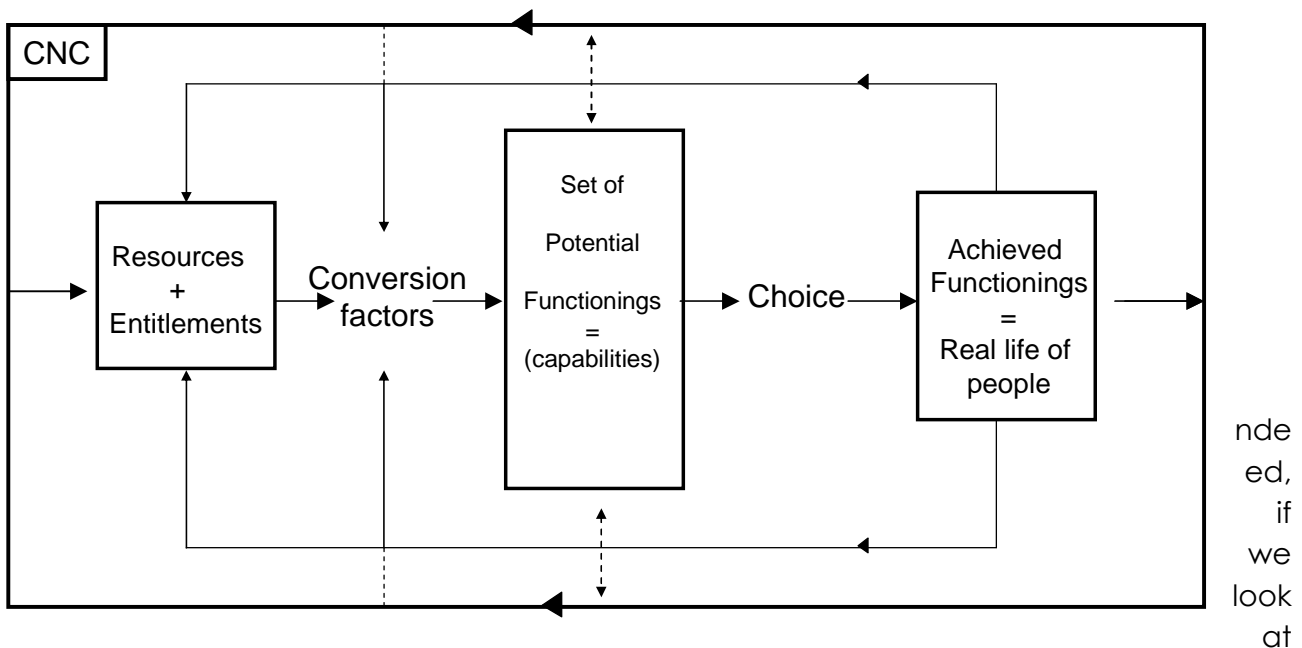 CNC
Resources
+
Entitlements
Conversion
factors
Set of
Potential
Functionings
=
(capabilities)
Choice
Achieved
Functionings
=
Real life of
people
nde
ed,
if
we
look
at